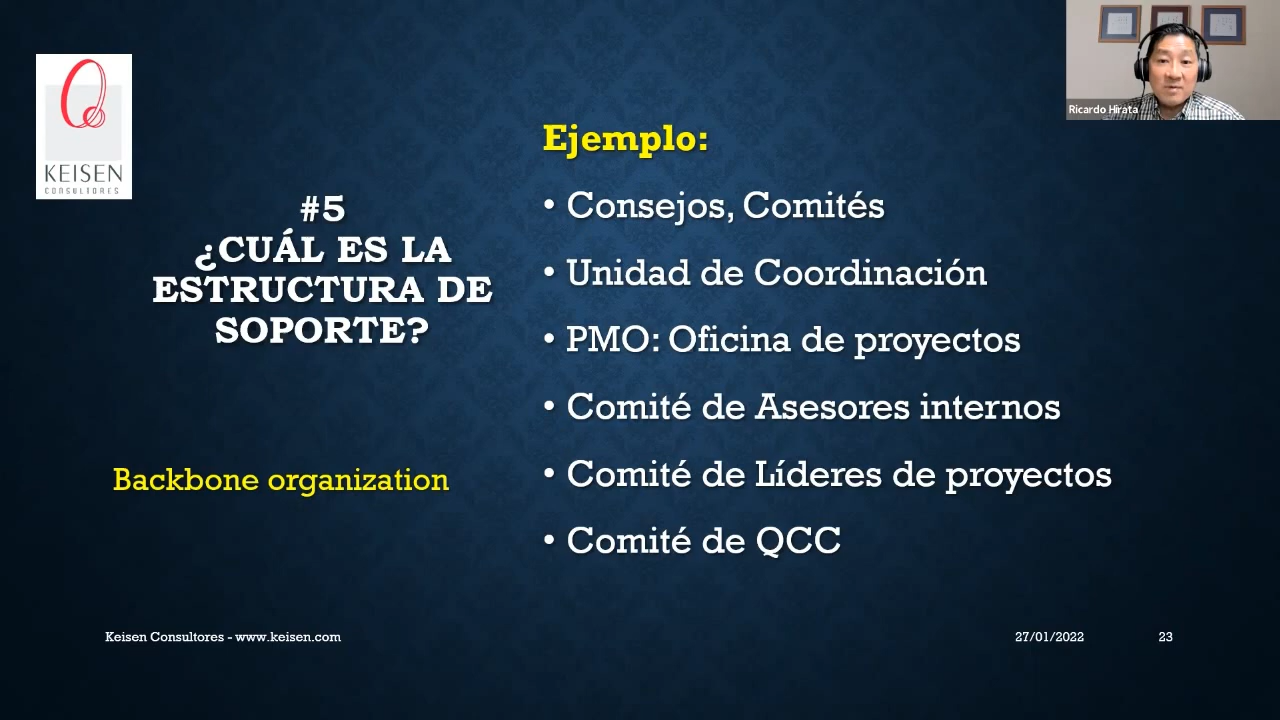 KEISEN
CONSULTORES
#5
¿CUÁL ES LA
ESTRUCTURA DE
SOPORTE?
Backbone organization
Ejemplo:
• Consejos, Comités
• Unidad de Coordinación
• PMO: Oficina de proyectos
• Comité de Asesores internos
• Comité de Líderes de proyectos
• Comité de QCC
Ricardo Hirata
Keisen Consultores - www.keisen.com
27/01/2022
23